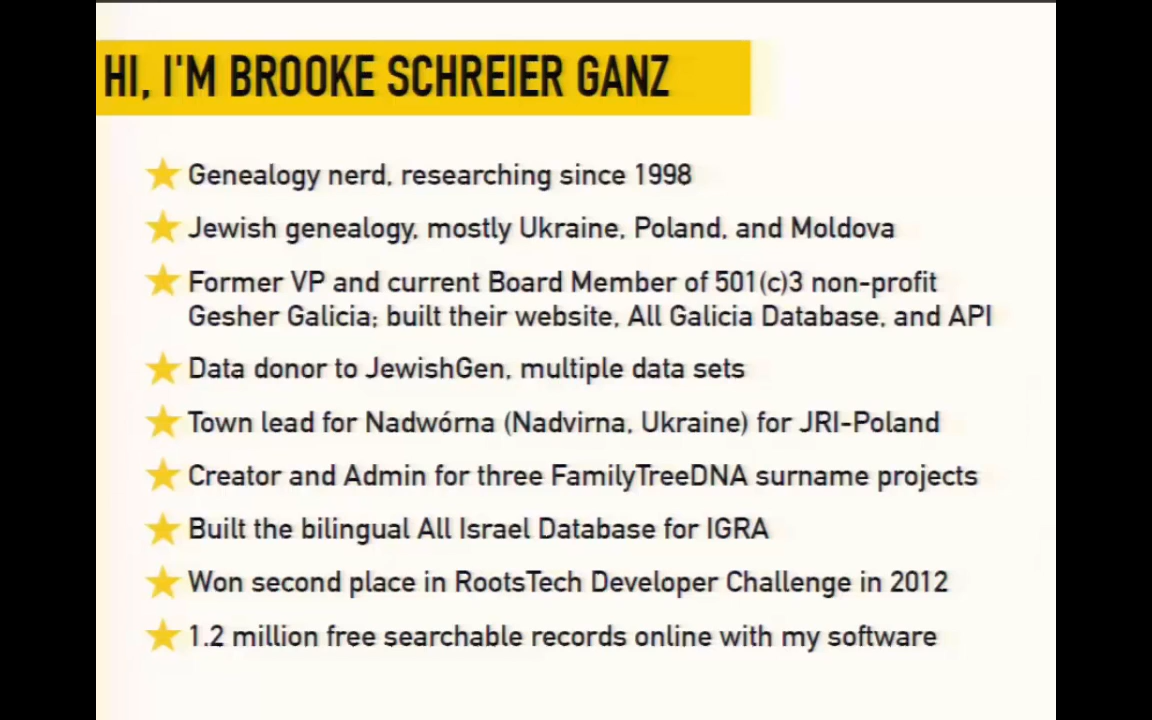 HI, I'M BROOKE SCHREIER GANZ
Genealogy nerd, researching since 1998
Jewish genealogy, mostly Ukraine, Poland, and Moldova
Former VP and current Board Member of 501(c)3 non-profit
Gesher Galicia; built their website, All Galicia Database, and API
Data donor to JewishGen, multiple data sets
Town lead for Nadwórna (Nadvirna, Ukraine) for JRI-Poland
Creator and Admin for three FamilyTreeDNA surname projects
Built the bilingual All Israel Database for IGRA
Won second place in RootsTech Developer Challenge in 2012
1.2 million free searchable records online with my software